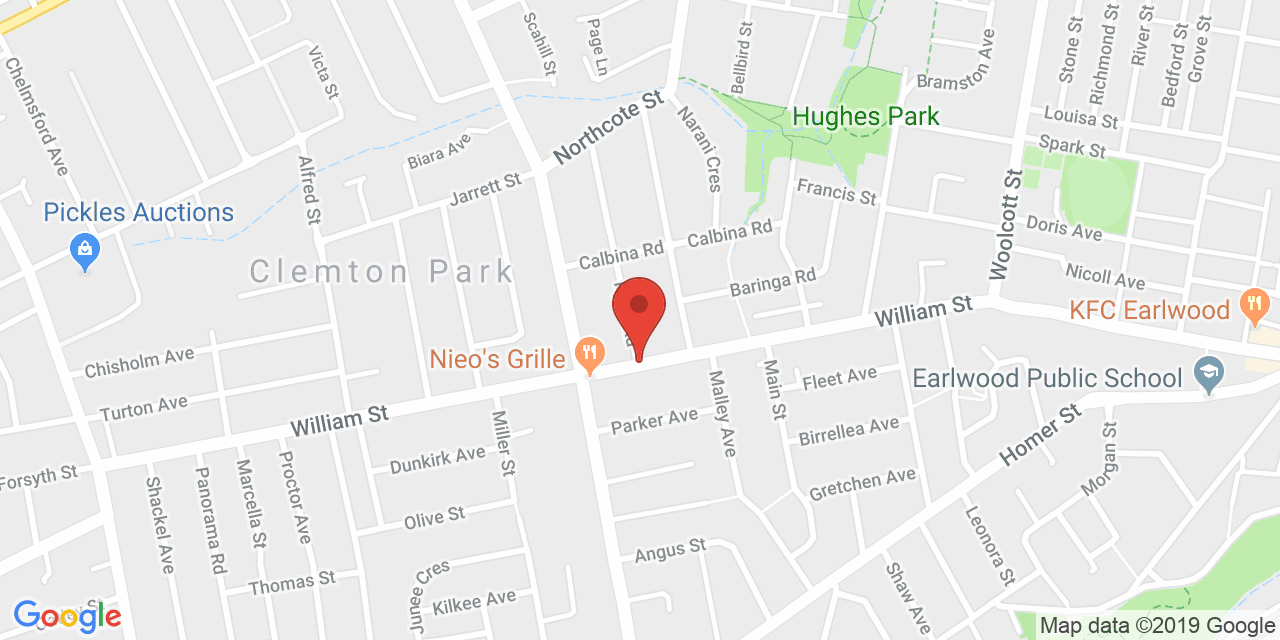 Scahill St
Page Ln
Bellbird St
Bramston Ave
Stone St
Richmond St
River St
Bedford St
Grove St
Chelmsford Ave
Victa St
Northcote St
Hughes Park
Louisa St
Spark St
Biara Ave
Narani Cres
Alfred St
Jarrett St
Francis St
Woolcott St
Doris Ave
Pickles Auctions
Clemton Park
Calbina Rd
Calbina Rd
Baringa Rd
Nicoll Ave
William St
KFC Earlwood
Chisholm Ave
Nieo's Grille
Earlwood Public School
Turton Ave
William St
Miller St
Parker Ave
Malley Ave
Main St
Fleet Ave
Birrellea Ave
Homer St
Morgan St
Forsyth St
Shackel Ave
Panorama Rd
Marcella St
Proctor Ave
Dunkirk Ave
Olive St
Gretchen Ave
Leonora St
Angus St
Thomas St
Junee Cres
Kilkee Ave
Shaw Ave
Google
Map data ©2019 Google